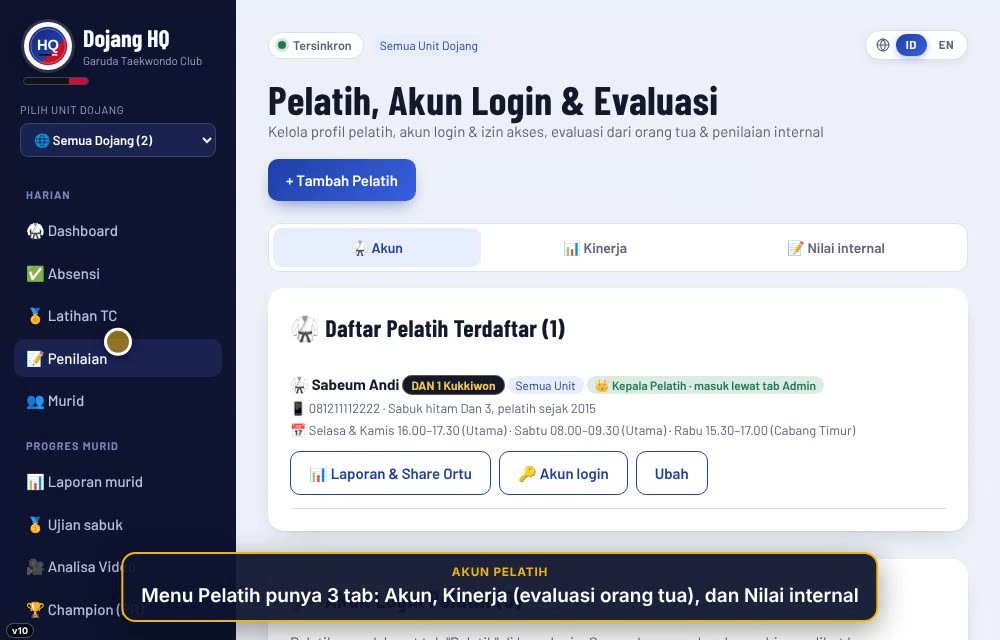 HQ
Dojang HQ
Garuda Taekwondo Club
PILIH UNIT DOJANG
Semua Dojang (2)
HARIAN
Dashboard
Absensi
Latihan TC
Penilaian
Murid
PROGRES MURID
Laporan murid
Ujian sabuk
Analisa
Champion
v10
Tersinkron
Semua Unit Dojang
ID
EN
Pelatih, Akun Login & Evaluasi
Kelola profil pelatih, akun login & izin akses, evaluasi dari orang tua & penilaian internal
+ Tambah Pelatih
Akun
Kinerja
Nilai internal
Daftar Pelatih Terdaftar (1)
Sabeum Andi DAN 1 Kukkiwon Semua Unit Kepala Pelatih · masuk lewat tab Admin
081211112222 · Sabuk hitam Dan 3, pelatih sejak 2015
Selasa & Kamis 16.00–17.30 (Utama) · Sabtu 08.00–09.30 (Utama) · Rabu 15.30–17.00 (Cabang Timur)
Laporan & Share Ortu
Akun login
Ubah
AKUN PELATIH
Menu Pelatih punya 3 tab: Akun, Kinerja (evaluasi orang tua), dan Nilai internal